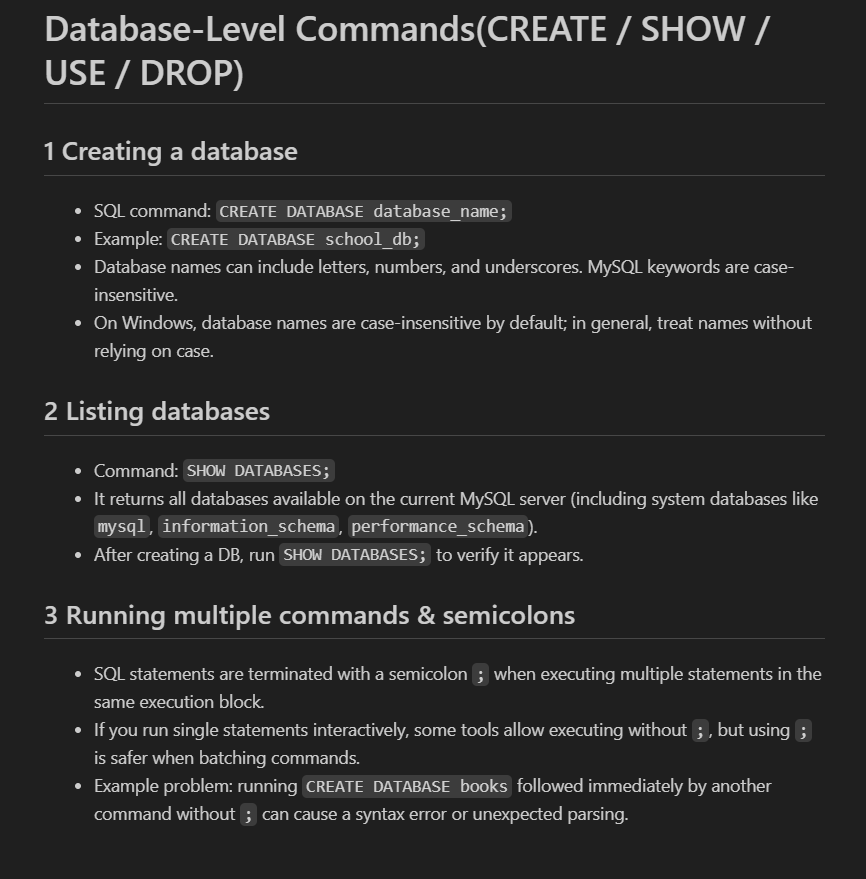 Database-Level Commands(CREATE / SHOW /
USE / DROP)
1 Creating a database
• SQL command: CREATE DATABASE database_name;
• Example: CREATE DATABASE school_db;
• Database names can include letters, numbers, and underscores. MySQL keywords are case-
insensitive.
• On Windows, database names are case-insensitive by default; in general, treat names without
relying on case.
2 Listing databases
• Command: SHOW DATABASES;
• It returns all databases available on the current MySQL server (including system databases like
mysql, information_schema, performance_schema).
• After creating a DB, run SHOW DATABASES; to verify it appears.
3 Running multiple commands & semicolons
• SQL statements are terminated with a semicolon ; when executing multiple statements in the
same execution block.
• If you run single statements interactively, some tools allow executing without ;, but using ;
is safer when batching commands.
• Example problem: running CREATE DATABASE books followed immediately by another
command without ; can cause a syntax error or unexpected parsing.